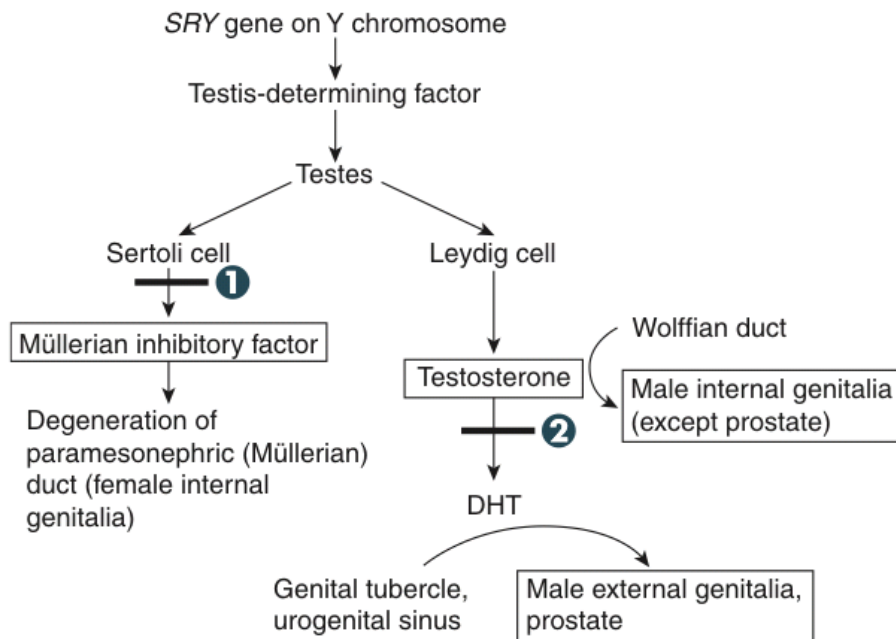 SRY gene on Y chromosome
Testis-determining factor
Testes
Sertoli cell
1
Müllerian inhibitory factor
Degeneration of
paramesonephric (Müllerian)
duct (female internal
genitalia)
Leydig cell
Testosterone
Wolffian duct
Male internal genitalia
(except prostate)
2
DHT
Genital tubercle,
urogenital sinus
Male external genitalia,
prostate